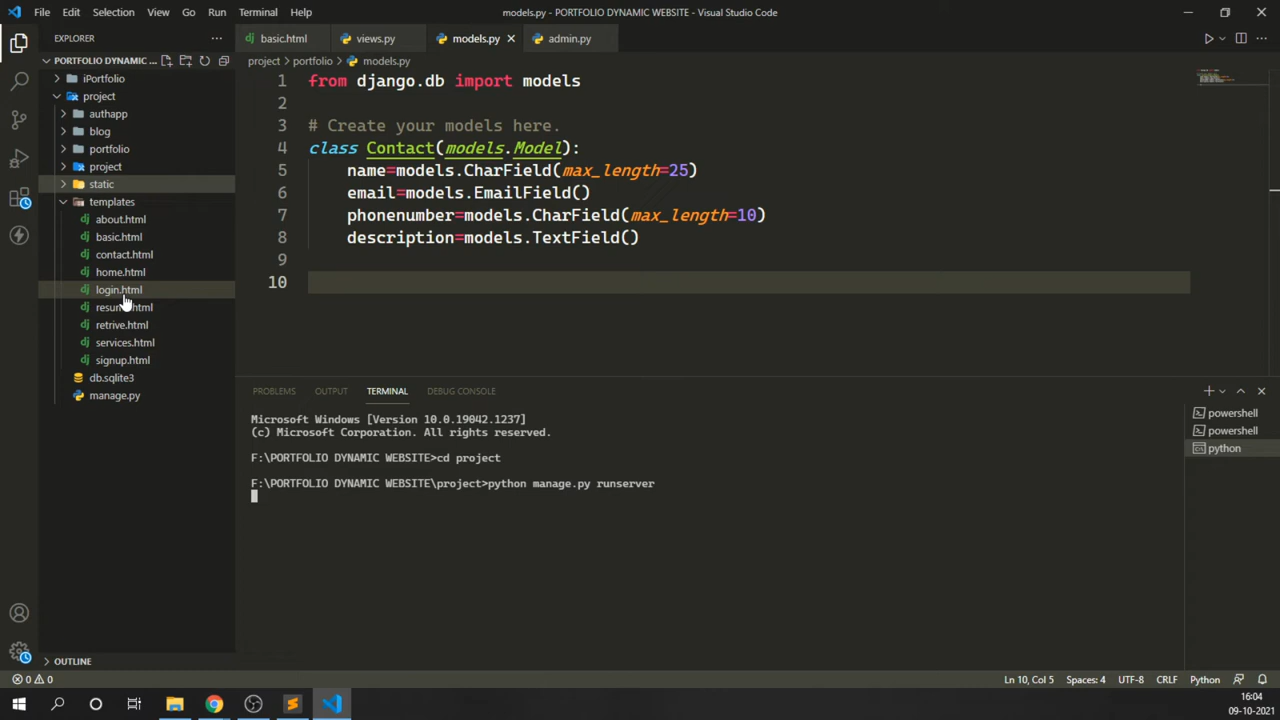 File Edit Selection View Go Run Terminal Help
models.py - PORTFOLIO DYNAMIC WEBSITE - Visual Studio Code
EXPLORER
PORTFOLIO DYNAMIC ...
iPortfolio
project
authapp
blog
portfolio
project
static
templates
about.html
basic.html
contact.html
home.html
login.html
html
retrive.html
services.html
signup.html
db.sqlite3
manage.py
OUTLINE
basic.html views.py models.py admin.py
project > portfolio > models.py
1 from django.db import models
2
3 # Create your models here.
4 class Contact(models.Model):
5 name=models.CharField(max_length=25)
6 email=models.EmailField()
7 phonenumber=models.CharField(max_length=10)
8 description=models.TextField()
9
10
PROBLEMS OUTPUT TERMINAL DEBUG CONSOLE
Microsoft Windows [Version 10.0.19042.1237]
(c) Microsoft Corporation. All rights reserved.
F:\PORTFOLIO DYNAMIC WEBSITE>cd project
F:\PORTFOLIO DYNAMIC WEBSITE\project>python manage.py runserver
powershell
powershell
python
0 0
Ln 10, Col 5 Spaces: 4 UTF-8 CRLF Python
16:04
09-10-2021